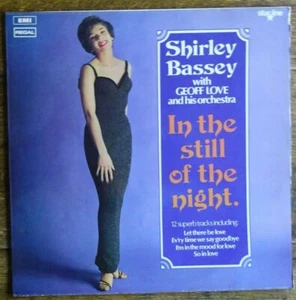 EMI
REGAL
starline
Shirley
Bassey
with
GEOFF LOVE
and his orchestra
In the
still
of the
night.
12 superb tracks including
Let there be love
Ev'ry time we say goodbye
I'm in the mood for love
So in love